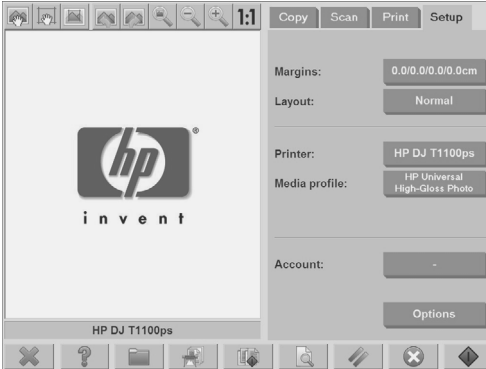 1:1
Copy Scan Print Setup
Margins: 0.0/0.0/0.0/0.0cm
Layout: Normal
Printer: HP DJ T1100ps
Media profile: HP Universal High-Gloss Photo
Account: -
Options
hp ®
invent
HP DJ T1100ps
?